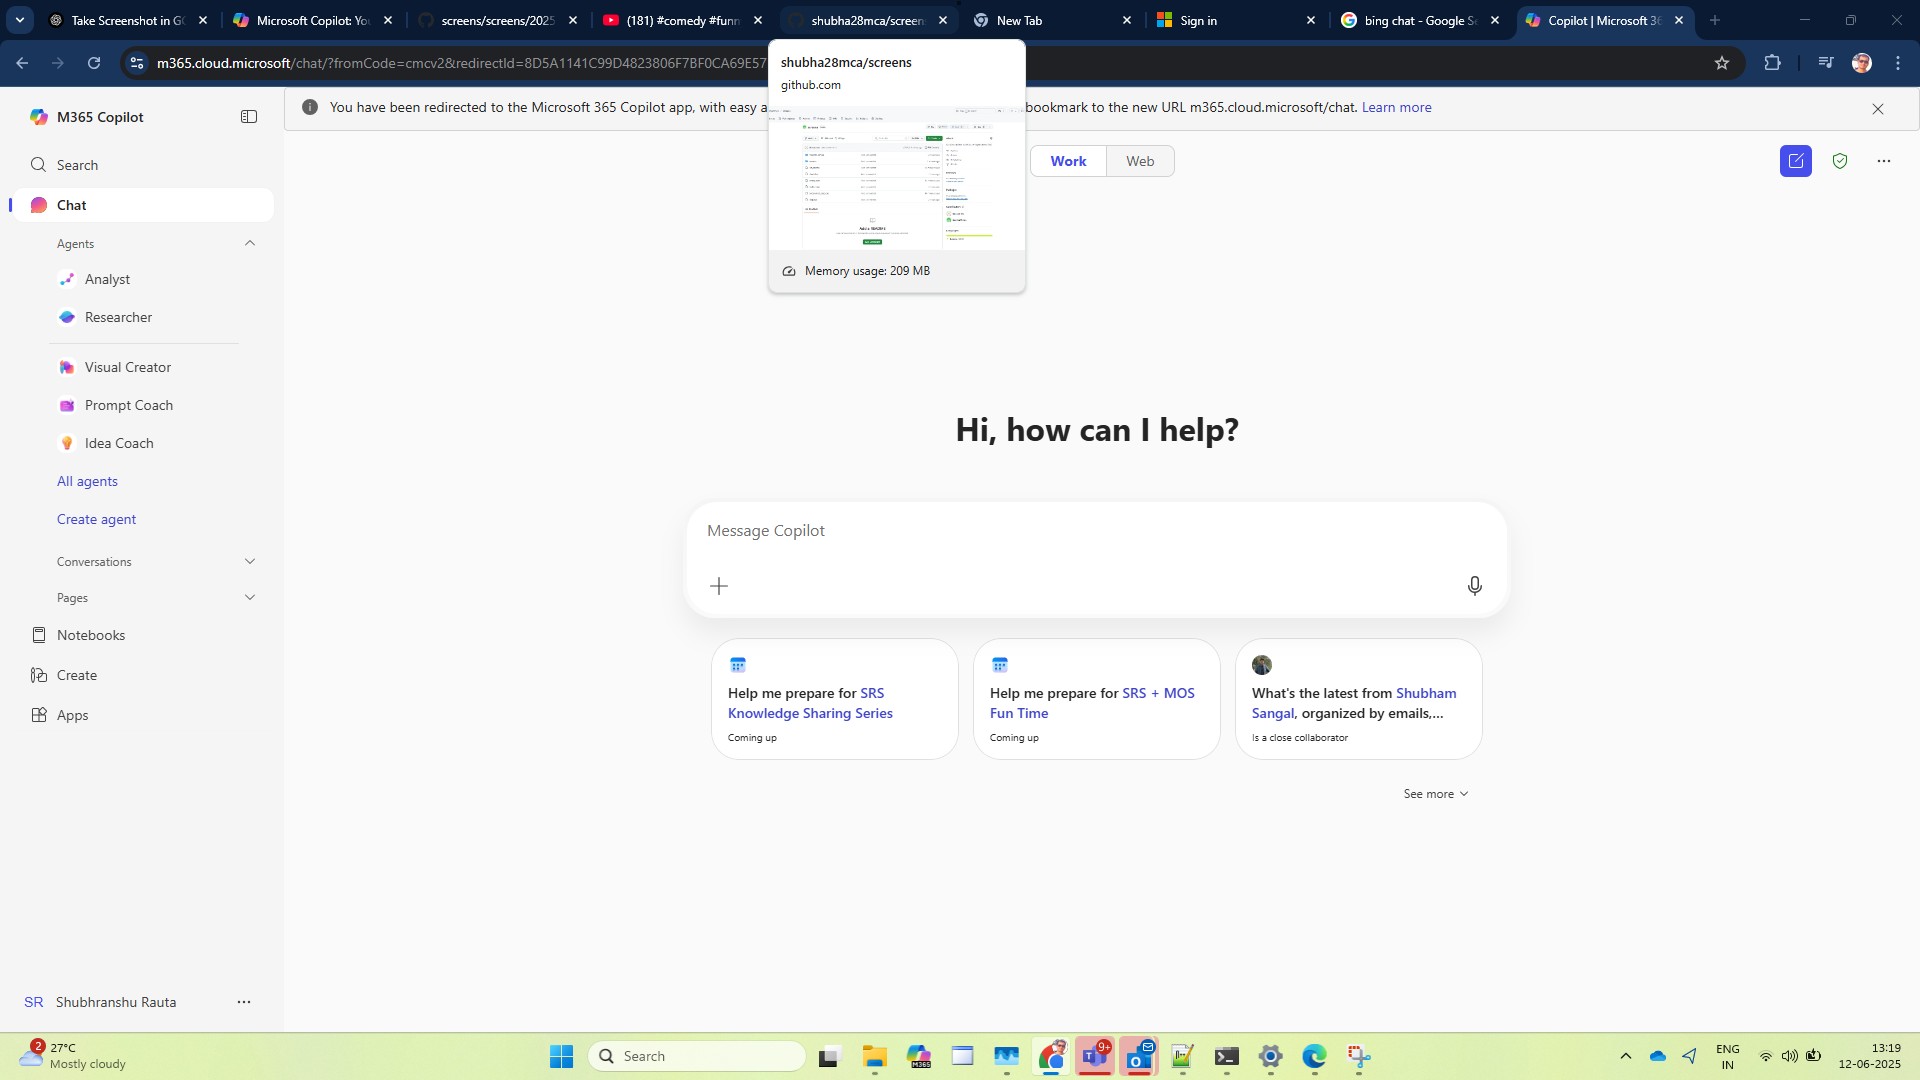 Take Screenshot in GO
Microsoft Copilot: You
screens/screens/2025
(181) #comedy #funn
shubha28mca/screens
New Tab
Sign in
bing chat - Google Se
Copilot | Microsoft 36
m365.cloud.microsoft/chat/?fromCode=cmcv2&redirectId=8D5A1141C99D4823806F7BF0CA69E57
shubha28mca/screens
github.com
Memory usage: 209 MB
M365 Copilot
You have been redirected to the Microsoft 365 Copilot app, with easy a
bookmark to the new URL m365.cloud.microsoft/chat. Learn more
Work
Web
Search
Chat
Agents
Analyst
Researcher
Visual Creator
Prompt Coach
Idea Coach
All agents
Create agent
Conversations
Pages
Notebooks
Create
Apps
Hi, how can I help?
Message Copilot
Help me prepare for SRS
Knowledge Sharing Series
Coming up
Help me prepare for SRS + MOS
Fun Time
Coming up
What's the latest from Shubham
Sangal, organized by emails,...
Is a close collaborator
See more
SR
Shubhranshu Rauta
2
27°C
Mostly cloudy
Search
M365
9+
ENG
IN
13:19
12-06-2025